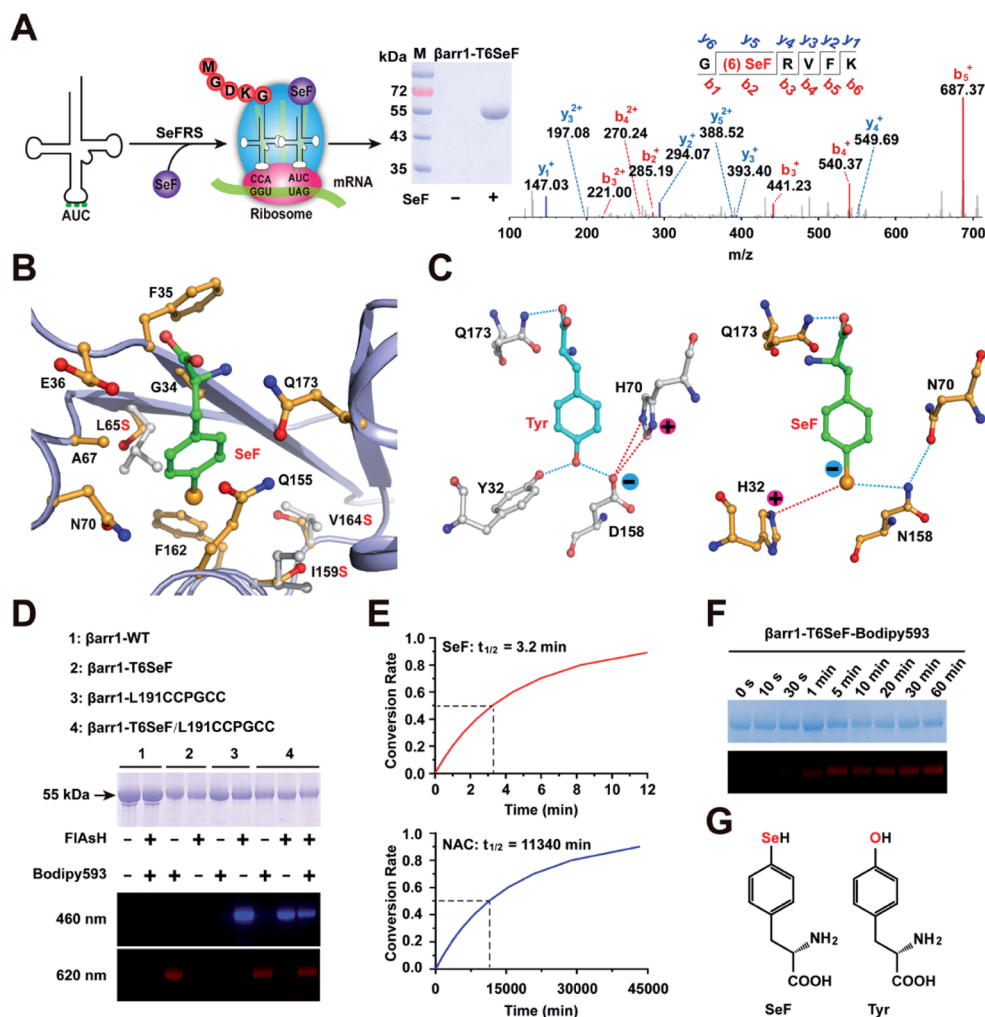 A
kDa M βarr1-T6SeF
72
55
43
35
SeF − +
M G D K G
SeF
SeFRS
SeF
AUC
CCA AUC
GGU UAG
mRNA
Ribosome
y6 y5 y4 y3 y2 y1
G (6) SeF R V F K
b1 b2 b3 b4 b5 b6
b5+
687.37
y3 2+
197.08
b4 2+
270.24
y5 2+
388.52
y4+
549.69
y2+
294.07
b2+
285.19
y3+
393.40
b4+
540.37
y1+
147.03
b3 2+
221.00
b3+
441.23
100 200 300 400 500 600 700
m/z
B
F35
E36
G34
Q173
L65S
SeF
A67
Q155
N70
V164S
F162
I159S
C
Q173
H70
Tyr
+
Y32
−
D158
Q173
N70
SeF
−
H32
+
N158
D
1: βarr1-WT
2: βarr1-T6SeF
3: βarr1-L191CCPGCC
4: βarr1-T6SeF/L191CCPGCC
1 2 3 4
55 kDa
FlAsH − + − + − + − + +
Bodipy593 − + + − + − + − +
460 nm
620 nm
E
SeF: t1/2 = 3.2 min
Conversion Rate
1.0
0.8
0.6
0.4
0.2
0.0
0 2 4 6 8 10 12
Time (min)
NAC: t1/2 = 11340 min
Conversion Rate
1.0
0.8
0.6
0.4
0.2
0.0
0 15000 30000 45000
Time (min)
F
βarr1-T6SeF-Bodipy593
0 s 10 s 30 s 1 min 5 min 10 min 20 min 30 min 60 min
G
SeH OH
NH2 NH2
COOH COOH
SeF Tyr